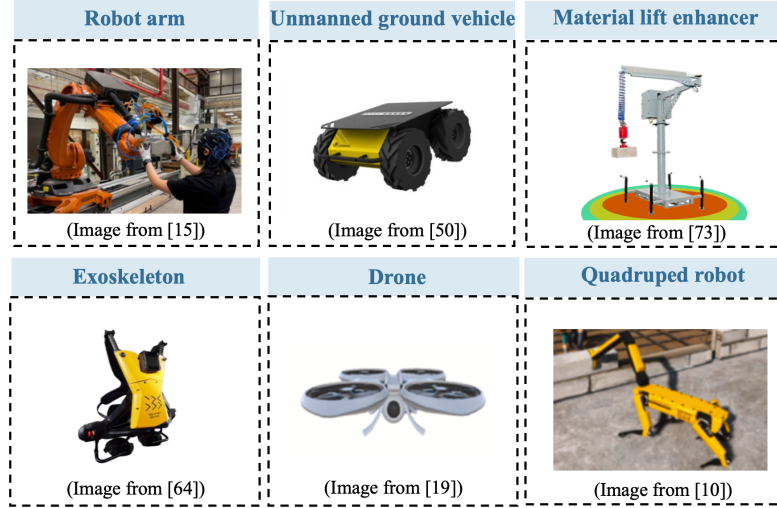 Robot arm
Unmanned ground vehicle
Material lift enhancer
(Image from [15])
(Image from [50])
(Image from [73])
Exoskeleton
Drone
Quadruped robot
(Image from [64])
(Image from [19])
(Image from [10])